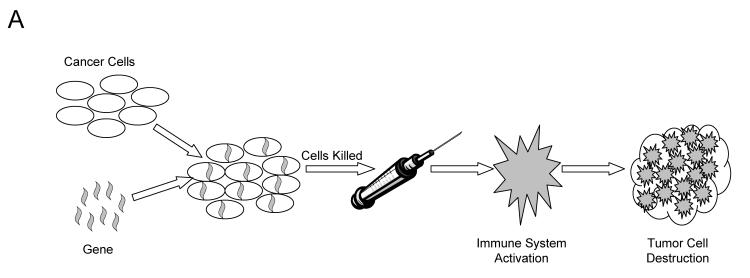 A
Cancer Cells
Gene
Cells Killed
Immune System
Activation
Tumor Cell
Destruction